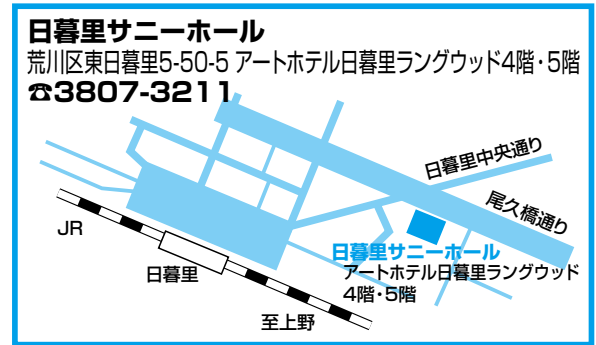 日暮里サニーホール
荒川区東日暮里5-50-5 アートホテル日暮里ラングウッド4階・5階
☎3807-3211
日暮里中央通り
尾久橋通り
JR
日暮里サニーホール
アートホテル日暮里ラングウッド
4階・5階
日暮里
至上野